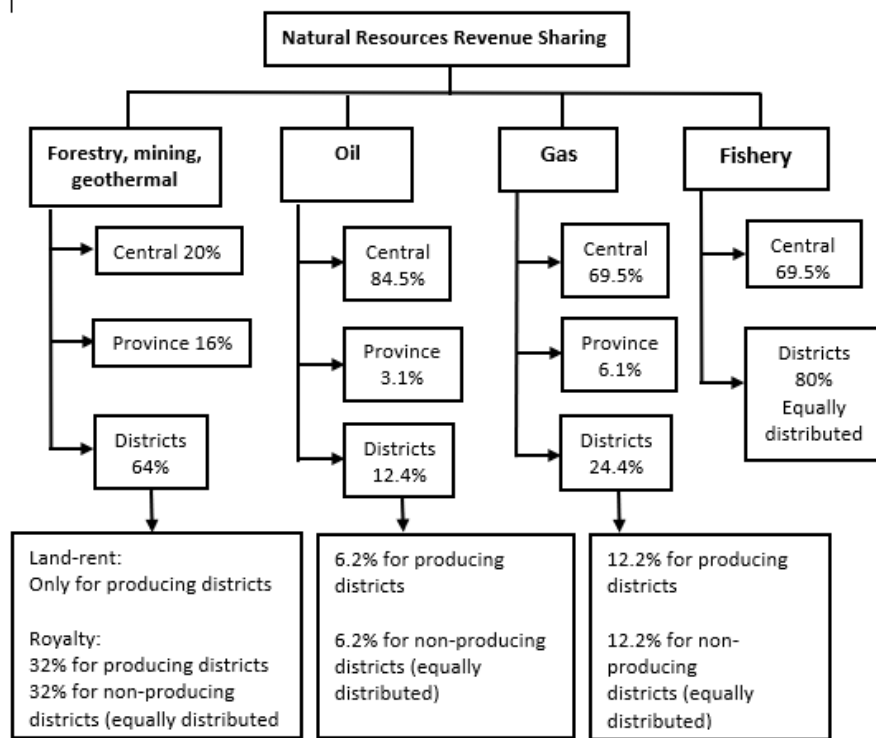 Natural Resources Revenue Sharing
Forestry, mining,
geothermal
Central 20%
Province 16%
Districts
64%
Land-rent:
Only for producing districts
Royalty:
32% for producing districts
32% for non-producing
districts (equally distributed
Oil
Central
84.5%
Province
3.1%
Districts
12.4%
6.2% for producing
districts
6.2% for non-producing
districts (equally
distributed)
Gas
Central
69.5%
Province
6.1%
Districts
24.4%
12.2% for producing
districts
12.2% for non-
producing
districts (equally
distributed)
Fishery
Central
69.5%
Districts
80%
Equally
distributed